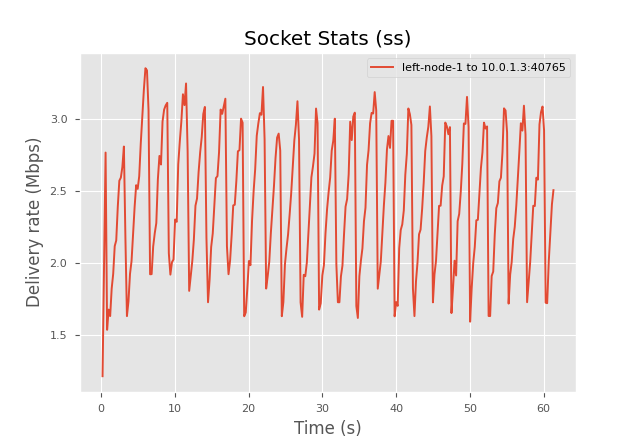 Socket Stats (ss)
left-node-1 to 10.0.1.3:40765
Delivery rate (Mbps)
3.0
2.5
2.0
1.5
0 10 20 30 40 50 60
Time (s)